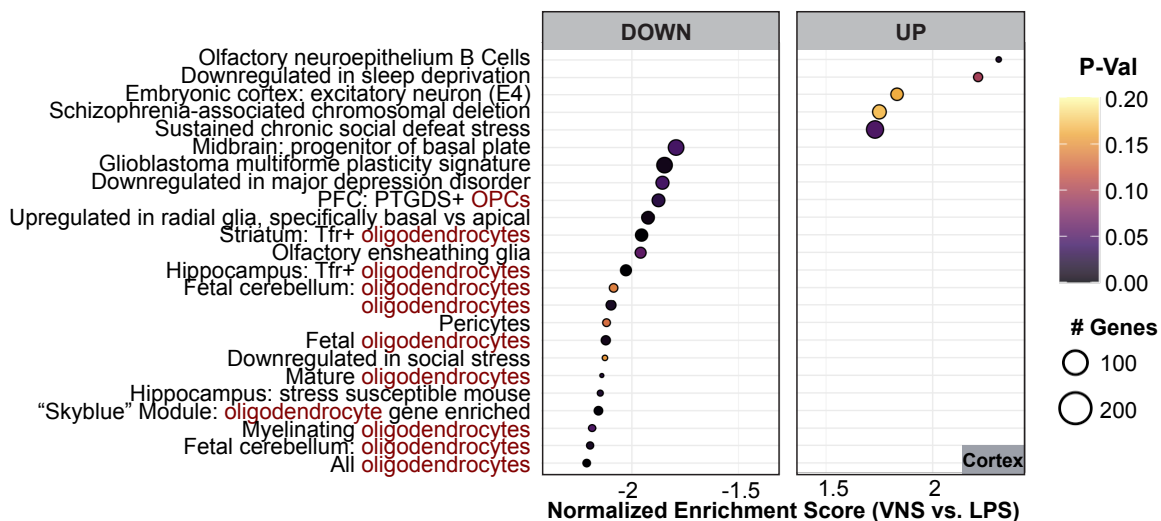 DOWN
UP
Olfactory neuroepithelium B Cells
Downregulated in sleep deprivation
Embryonic cortex: excitatory neuron (E4)
Schizophrenia-associated chromosomal deletion
Sustained chronic social defeat stress
Midbrain: progenitor of basal plate
Glioblastoma multiforme plasticity signature
Downregulated in major depression disorder
PFC: PTGDS+ OPCs
Upregulated in radial glia, specifically basal vs apical
Striatum: Tfr+ oligodendrocytes
Olfactory ensheathing glia
Hippocampus: Tfr+ oligodendrocytes
Fetal cerebellum: oligodendrocytes
oligodendrocytes
Pericytes
Fetal oligodendrocytes
Downregulated in social stress
Mature oligodendrocytes
Hippocampus: stress susceptible mouse
“Skyblue” Module: oligodendrocyte gene enriched
Myelinating oligodendrocytes
Fetal cerebellum: oligodendrocytes
All oligodendrocytes
Cortex
-2
-1.5
1.5
2
Normalized Enrichment Score (VNS vs. LPS)
P-Val
0.20
0.15
0.10
0.05
0.00
# Genes
100
200